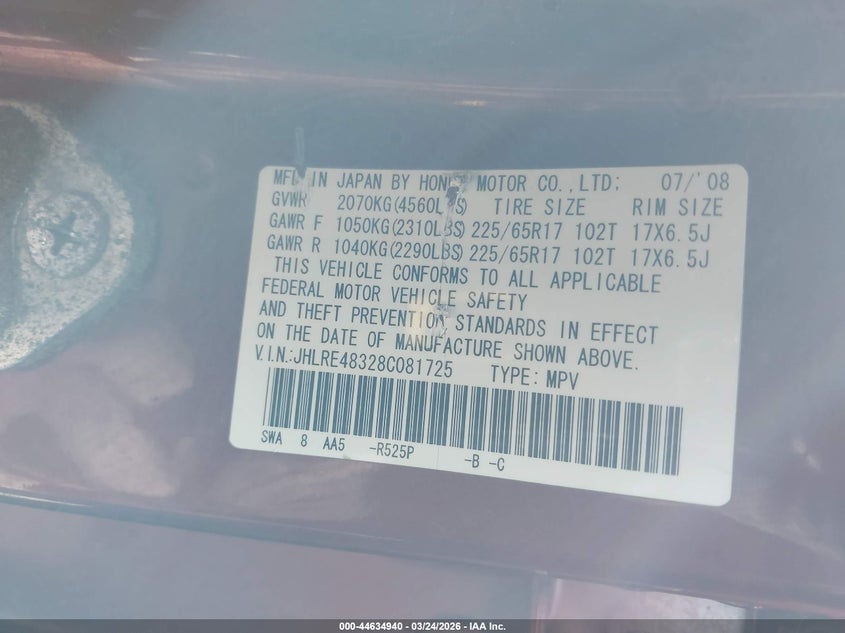 MFD IN JAPAN BY HONDA MOTOR CO.,LTD; 07/'08
GVWR 2070KG(4560LBS) TIRE SIZE RIM SIZE
GAWR F 1050KG(2310LBS) 225/65R17 102T 17X6.5J
GAWR R 1040KG(2290LBS) 225/65R17 102T 17X6.5J
THIS VEHICLE CONFORMS TO ALL APPLICABLE
FEDERAL MOTOR VEHICLE SAFETY
AND THEFT PREVENTION STANDARDS IN EFFECT
ON THE DATE OF MANUFACTURE SHOWN ABOVE.
V.I.N.:JHLRE48328C081725 TYPE: MPV
SWA 8 AA5 -R525P -B -C
000-44634940 - 03/24/2026 - IAA Inc.